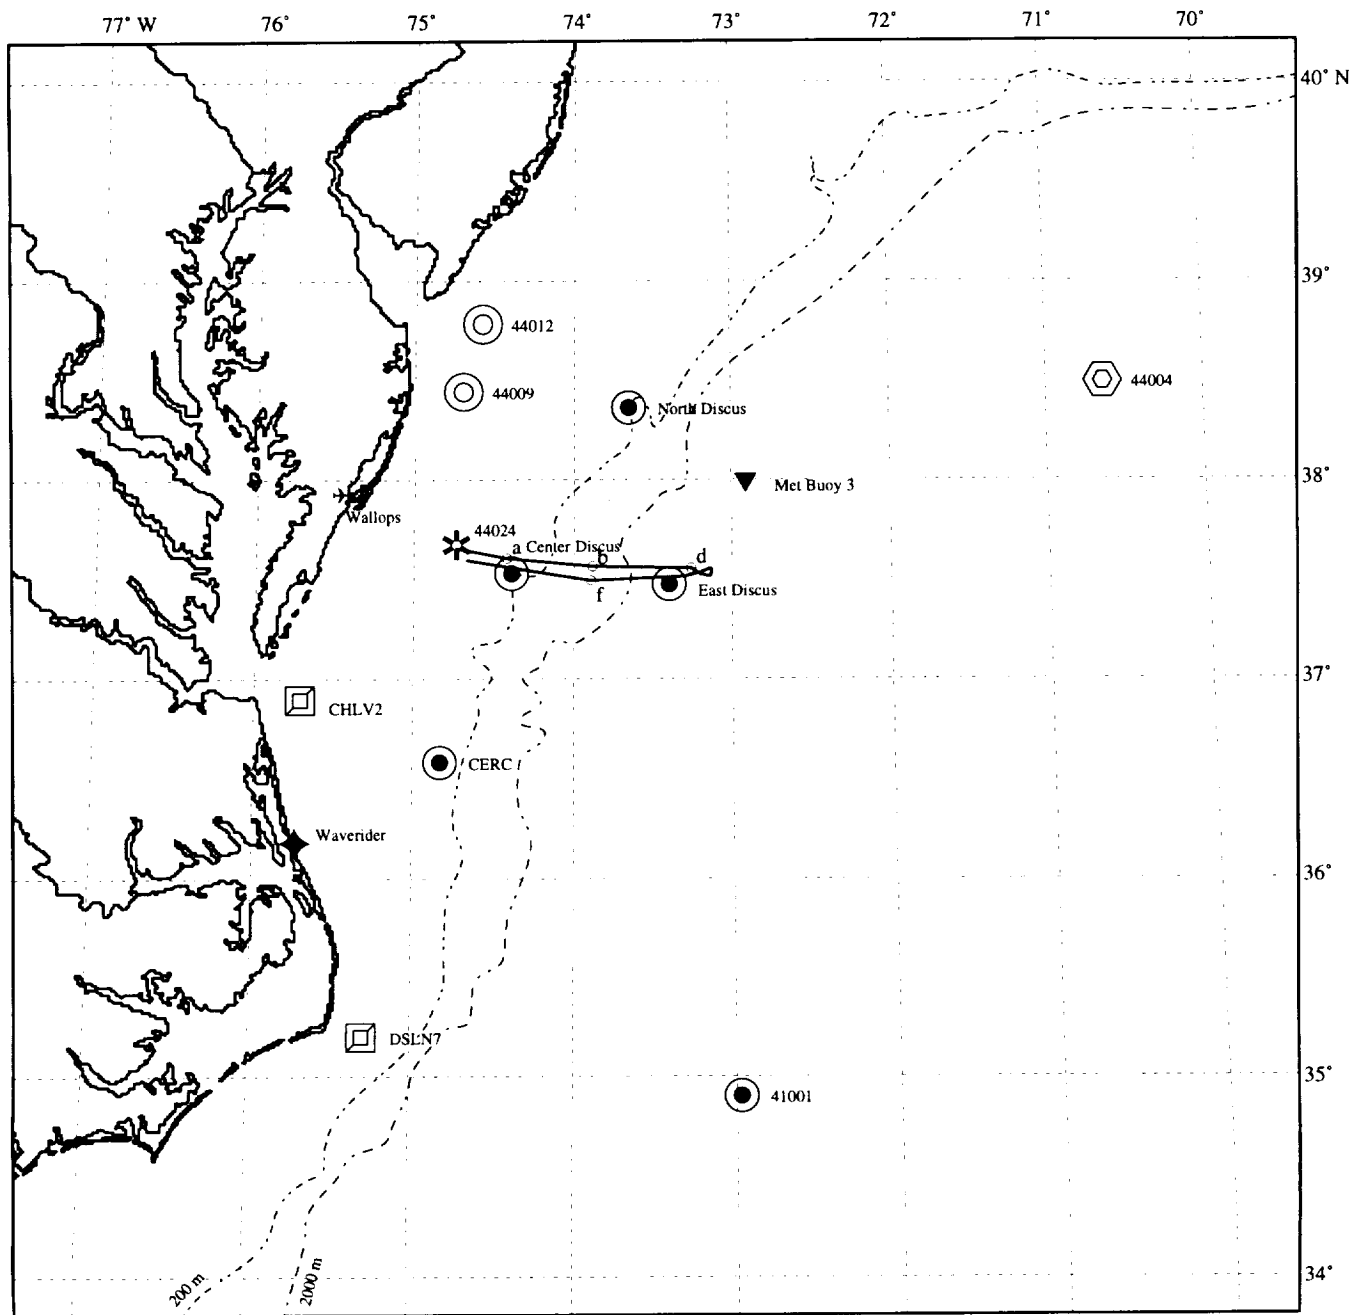 77° W 76° 75° 74° 73° 72° 71° 70°
40° N
39°
44012
44004
44009
North Discus
38°
Met Buoy 3
Wallops
44024
a Center Discus b d
East Discus
f
37°
CHLV2
CERC
Waverider
36°
DSLN7
35°
41001
34°
200 m
2000 m